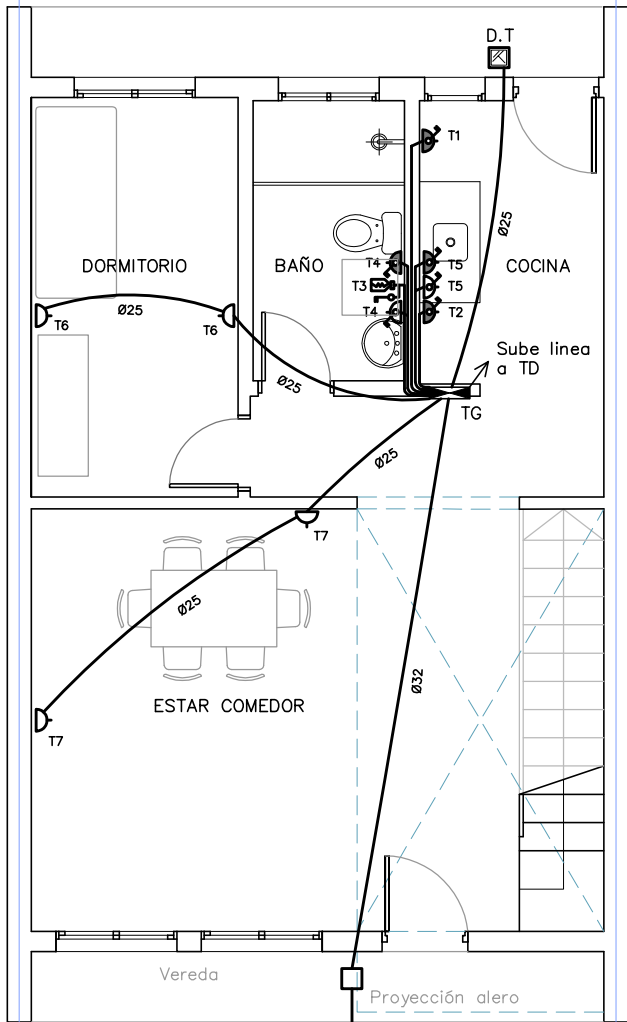 D.T
T1
Ø25
DORMITORIO
BAÑO
COCINA
T4
T5
T3
T5
T4
T2
Ø25
T6
T6
Sube linea
a TD
Ø25
TG
Ø25
T7
Ø25
Ø32
ESTAR COMEDOR
T7
Vereda
Proyección alero